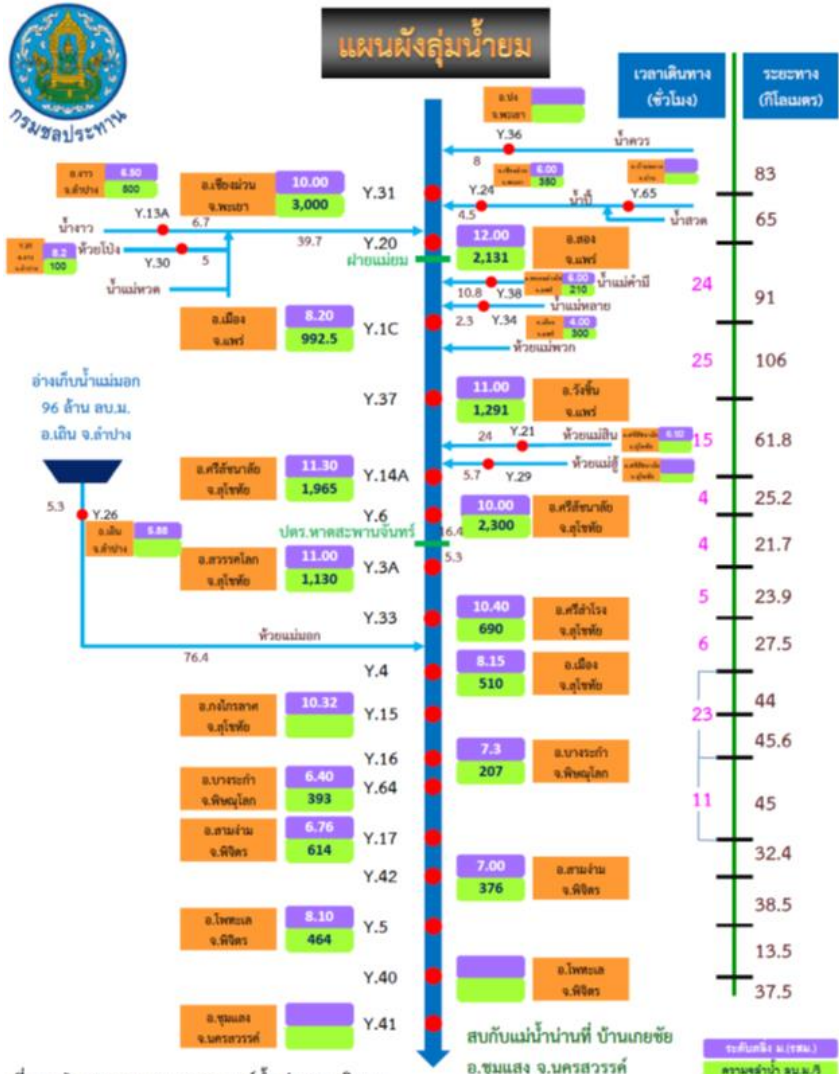 แผนผังลุ่มน้ำยม
กรมชลประทาน
เวลาเดินทาง
(ชั่วโมง)
ระยะทาง
(กิโลเมตร)
อ.ปง
จ.พะเยา
Y.36
น้ำควร
8
83
อ.งาว
จ.ลำปาง
6.50
800
อ.เชียงม่วน
จ.พะเยา
10.00
3,000
Y.31
อ.เชียงม่วน
จ.พะเยา
6.00
380
Y.24
น้ำปี้
Y.65
4.5
น้ำสวด
65
Y.13A
6.7
น้ำงาว
39.7
Y.20
12.00
2,131
อ.สอง
จ.แพร่
ฝายแม่ยม
ห้วยโป่ง
8.2
100
Y.30
5
น้ำแม่หวด
24
91
6.00
210
น้ำแม่คำมี
10.8
Y.38
น้ำแม่หลาย
2.3
Y.34
อ.เมือง
จ.แพร่
4.00
300
อ.เมือง
จ.แพร่
8.20
992.5
Y.1C
ห้วยแม่พวก
25
106
อ่างเก็บน้ำแม่มอก
96 ล้าน ลบ.ม.
อ.เถิน จ.ลำปาง
Y.37
11.00
1,291
อ.วังชิ้น
จ.แพร่
24
Y.21
ห้วยแม่สิน
15
61.8
อ.ศรีสัชนาลัย
จ.สุโขทัย
11.30
1,965
Y.14A
5.7
Y.29
4
25.2
5.3
Y.26
อ.เถิน
จ.ลำปาง
Y.6
10.00
2,300
อ.ศรีสัชนาลัย
จ.สุโขทัย
ปตร.หาดสะพานจันทร์
16.4
5.3
4
21.7
อ.สวรรคโลก
จ.สุโขทัย
11.00
1,130
Y.3A
5
23.9
Y.33
10.40
690
อ.ศรีสำโรง
จ.สุโขทัย
ห้วยแม่มอก
76.4
6
27.5
Y.4
8.15
510
อ.เมือง
จ.สุโขทัย
อ.กงไกรลาศ
จ.สุโขทัย
10.32
Y.15
23
44
45.6
Y.16
7.3
207
อ.บางระกำ
จ.พิษณุโลก
อ.บางระกำ
จ.พิษณุโลก
6.40
393
Y.64
11
45
อ.สามง่าม
จ.พิจิตร
6.76
614
Y.17
32.4
Y.42
7.00
376
อ.สามง่าม
จ.พิจิตร
38.5
อ.โพทะเล
จ.พิจิตร
8.10
464
Y.5
13.5
Y.40
อ.โพทะเล
จ.พิจิตร
37.5
อ.ชุมแสง
จ.นครสวรรค์
Y.41
สบกับแม่น้ำน่านที่ บ้านเกยชัย
อ.ชุมแสง จ.นครสวรรค์
ระดับตลิ่ง ม.(รสม.)